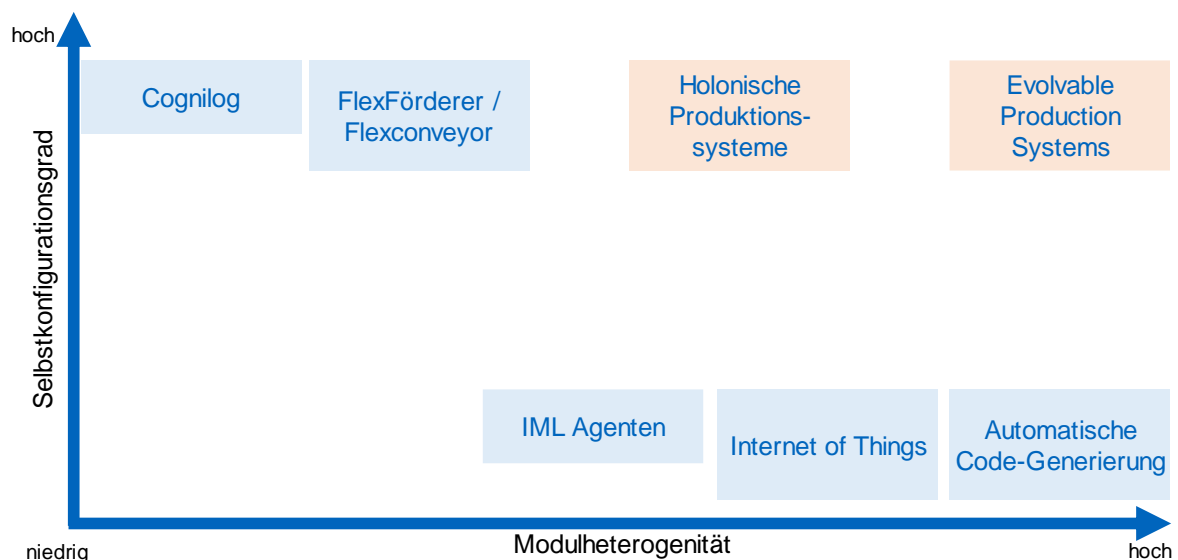 hoch
Selbstkonfigurationsgrad
Cognilog
FlexFörderer /
Flexconveyor
Holonische
Produktions-
systeme
Evolvable
Production
Systems
IML Agenten
Internet of Things
Automatische
Code-Generierung
niedrig
Modulheterogenität
hoch